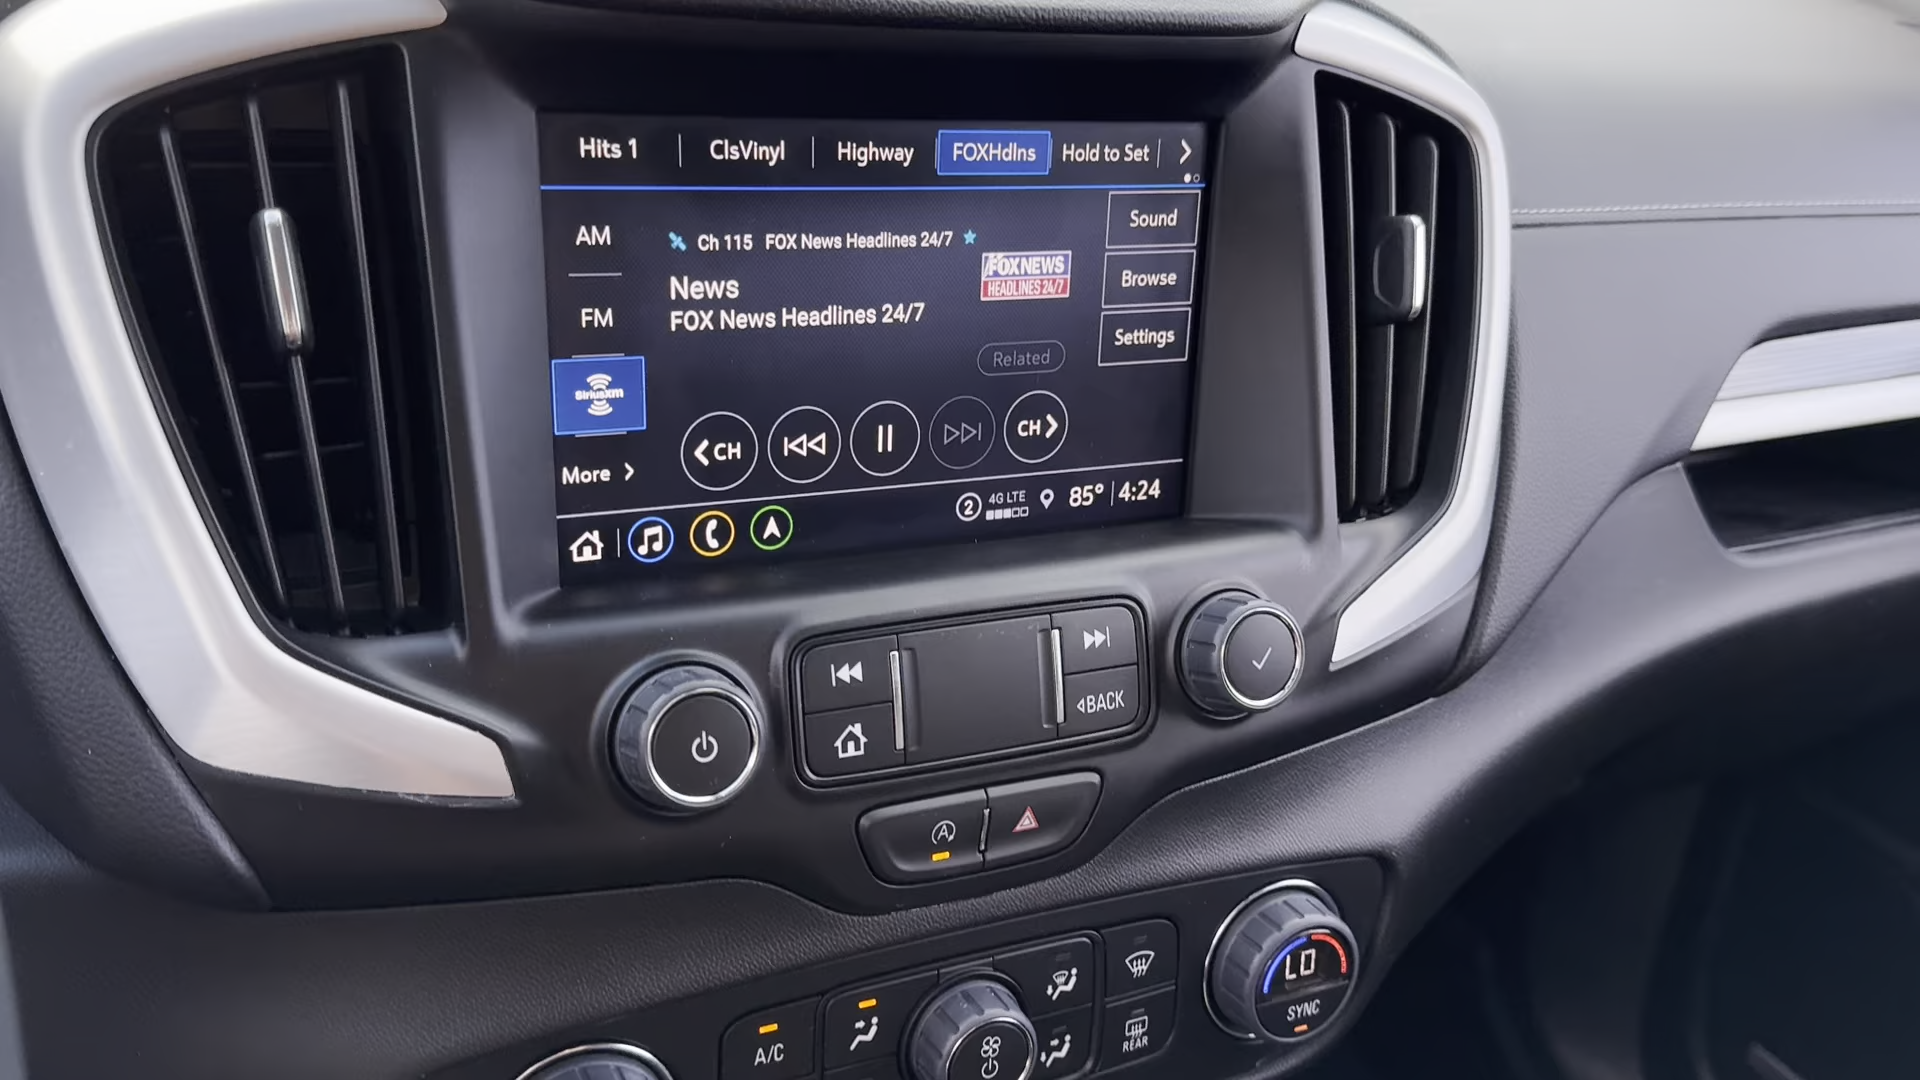 Hits 1
ClsVinyl
Highway
FOXHdlns
Hold to Set
AM
Ch 115 FOX News Headlines 24/7
Sound
FOX NEWS
HEADLINES 24/7
Browse
News
FOX News Headlines 24/7
FM
Settings
Related
SiriusXM
CH
CH
More
2
4G LTE
85°
4:24
BACK
A
LO
SYNC
A/C
REAR